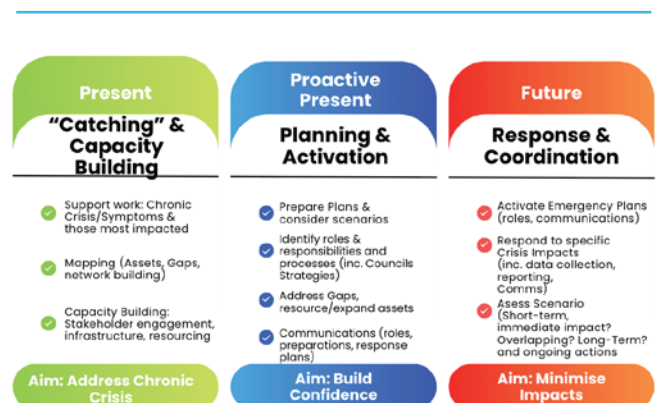 Present
"Catching" &
Capacity
Building
Support work: Chronic
Crisis/Symptoms &
those most impacted
Mapping (Assets, Gaps,
network building)
Capacity Building:
Stakeholder engagement,
infrastructure, resourcing
Aim: Address Chronic
Crisis
Proactive
Present
Planning &
Activation
Prepare Plans &
consider scenarios
Identify roles &
responsibilities and
processes (inc. Councils
Strategies)
Address Gaps,
resource/expand assets
Communications (roles,
preparations, response
plans)
Aim: Build
Confidence
Future
Response &
Coordination
Activate Emergency Plans
(roles, communications)
Respond to specific
Crisis Impacts
(inc. data collection,
reporting,
Comms)
Asess Scenario
(Short-term,
immediate impact?
Overlapping? Long-Term?
and ongoing actions
Aim: Minimise
Impacts